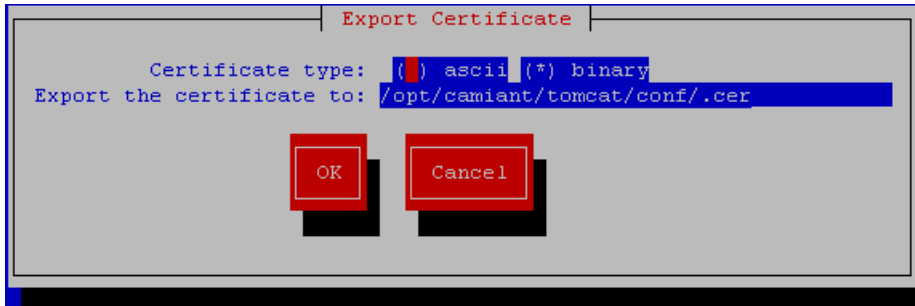 Export Certificate
Certificate type: ( ) ascii (*) binary
Export the certificate to: /opt/camiant/tomcat/conf/.cer
OK Cancel